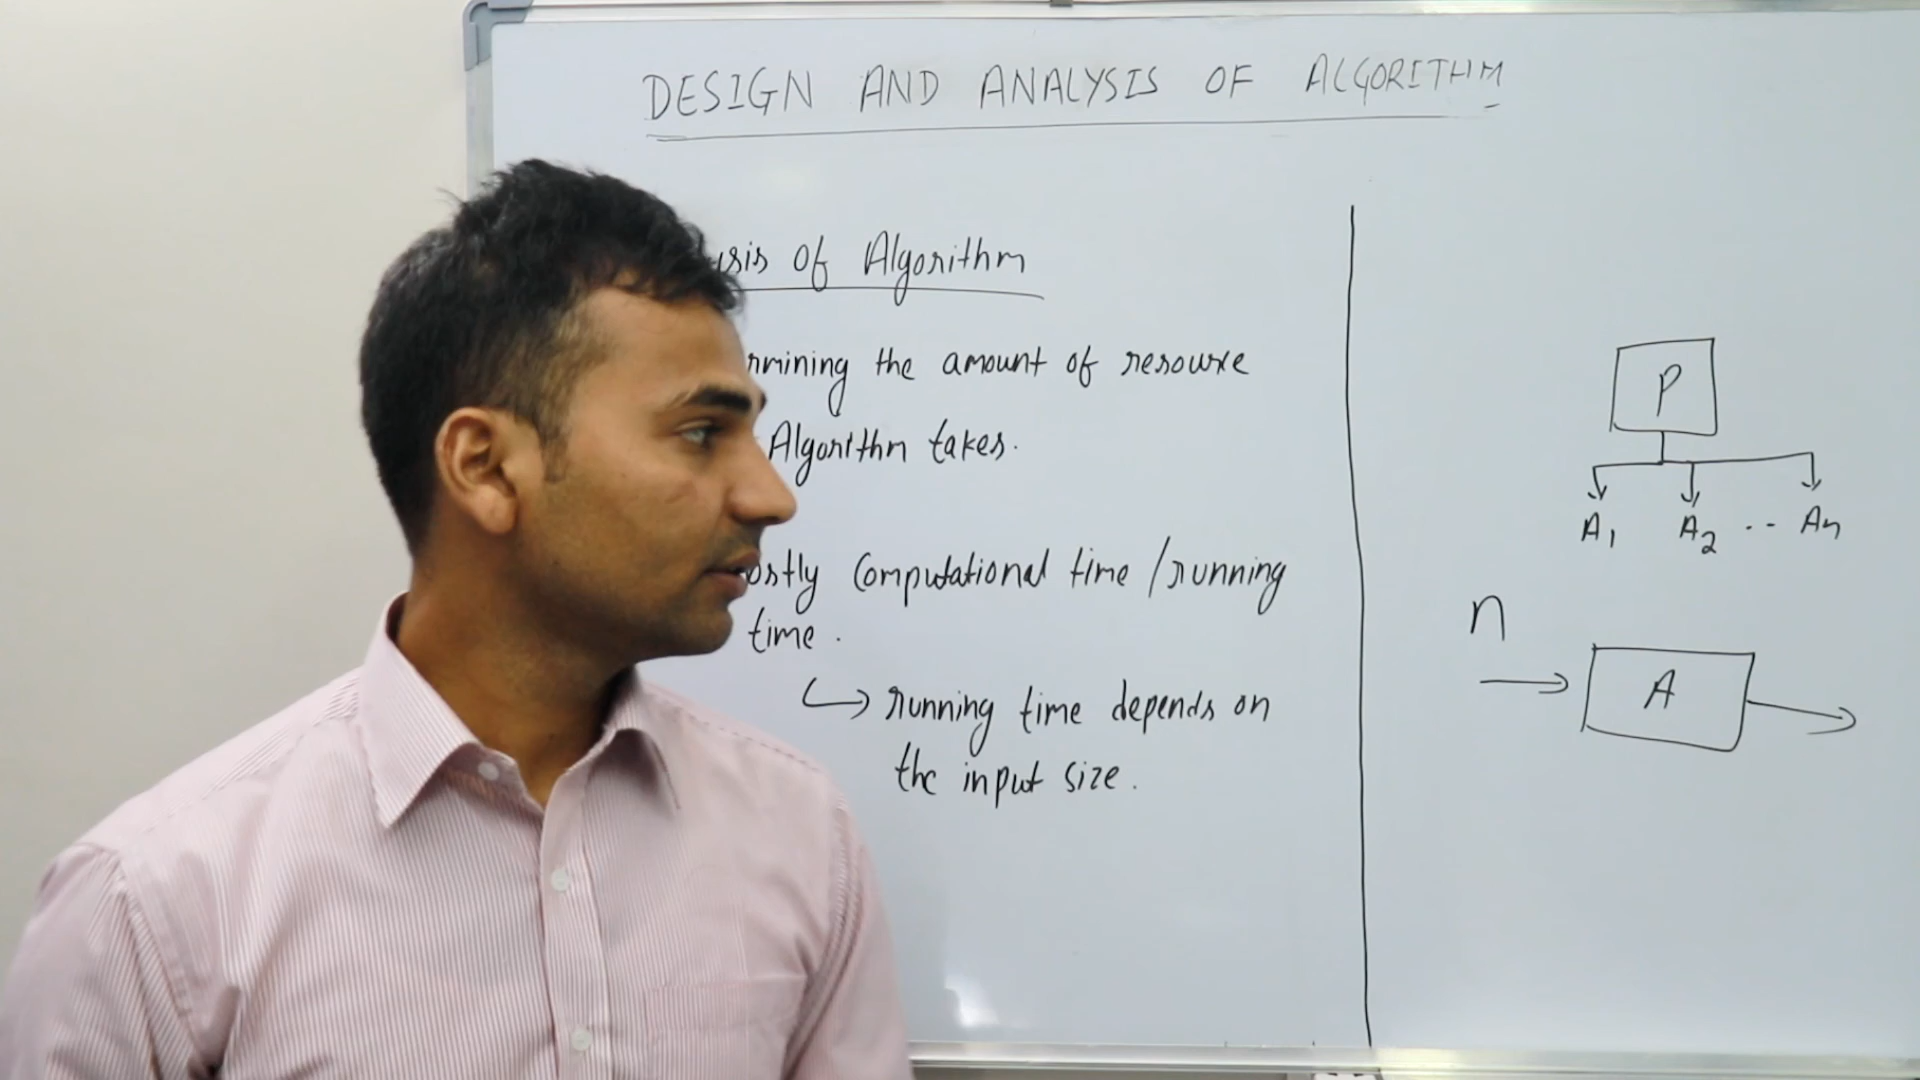 DESIGN AND ANALYSIS OF ALGORITHM
of Algorithm
the amount of resource
Algorithm takes.
Computational time / running
time.
↳ running time depends on
the input size.
P
A1 A2 .. An
n
A